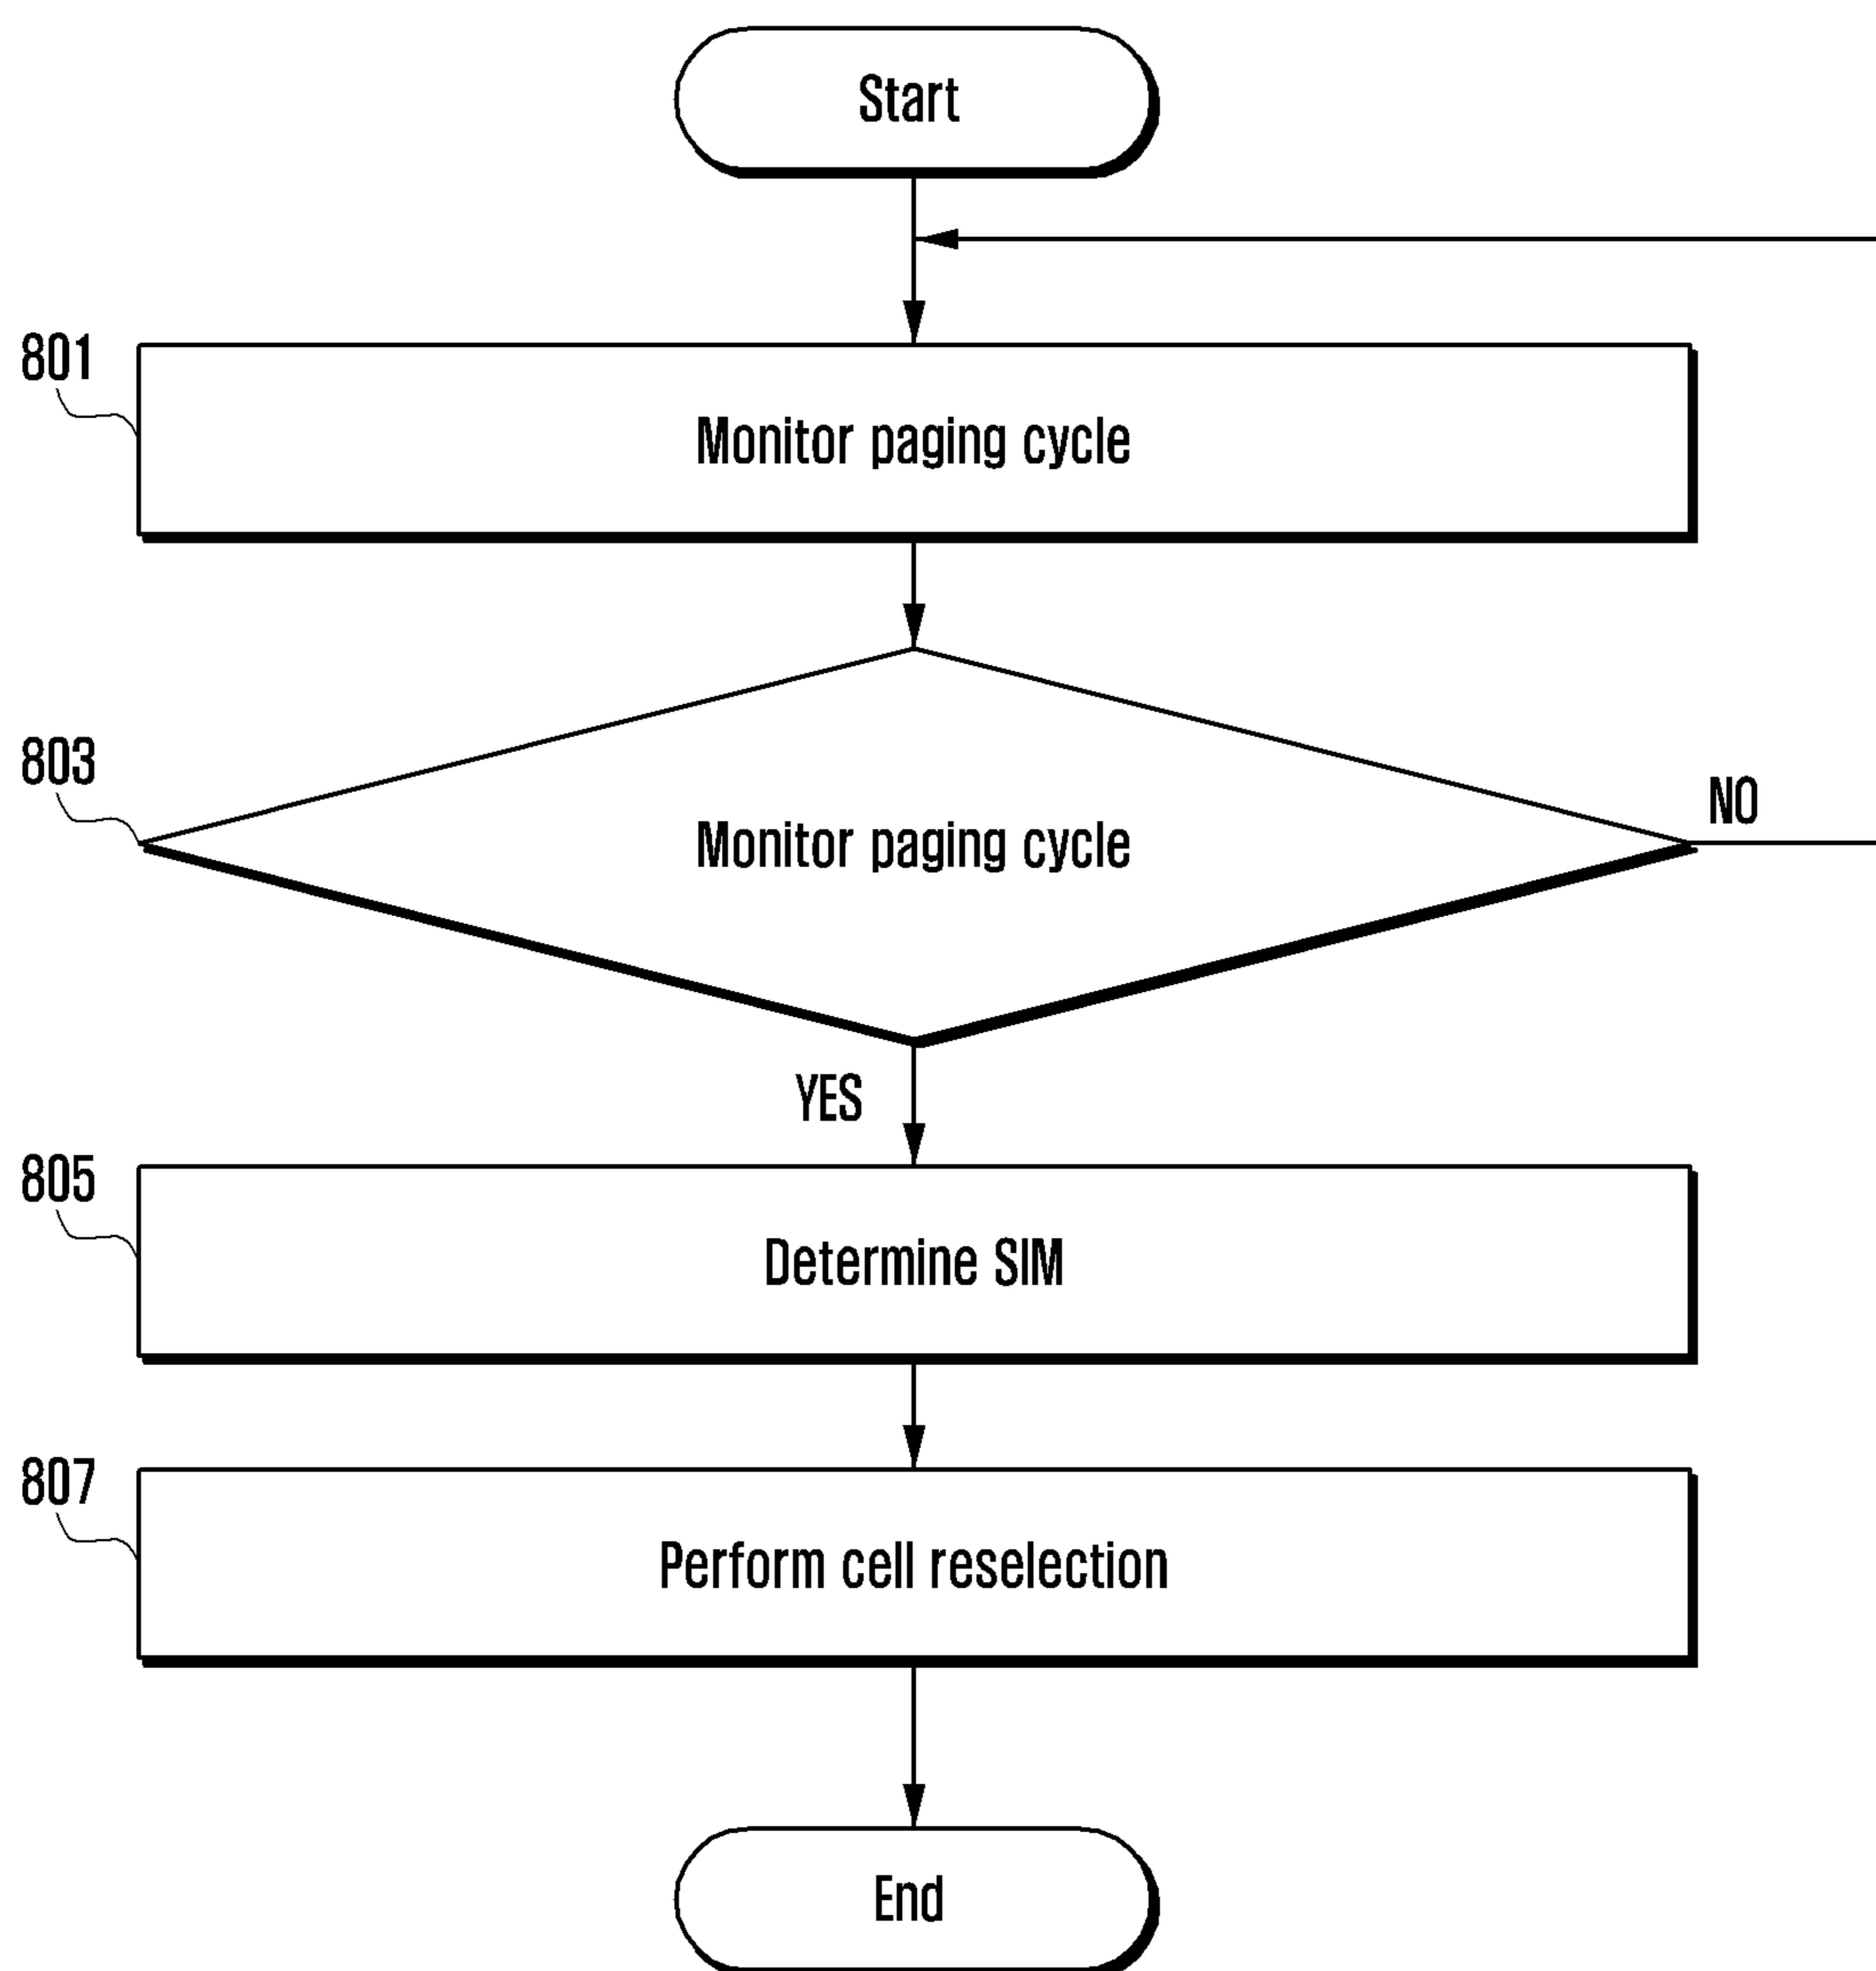 Start
801
Monitor paging cycle
803
Monitor paging cycle
NO
YES
805
Determine SIM
807
Perform cell reselection
End